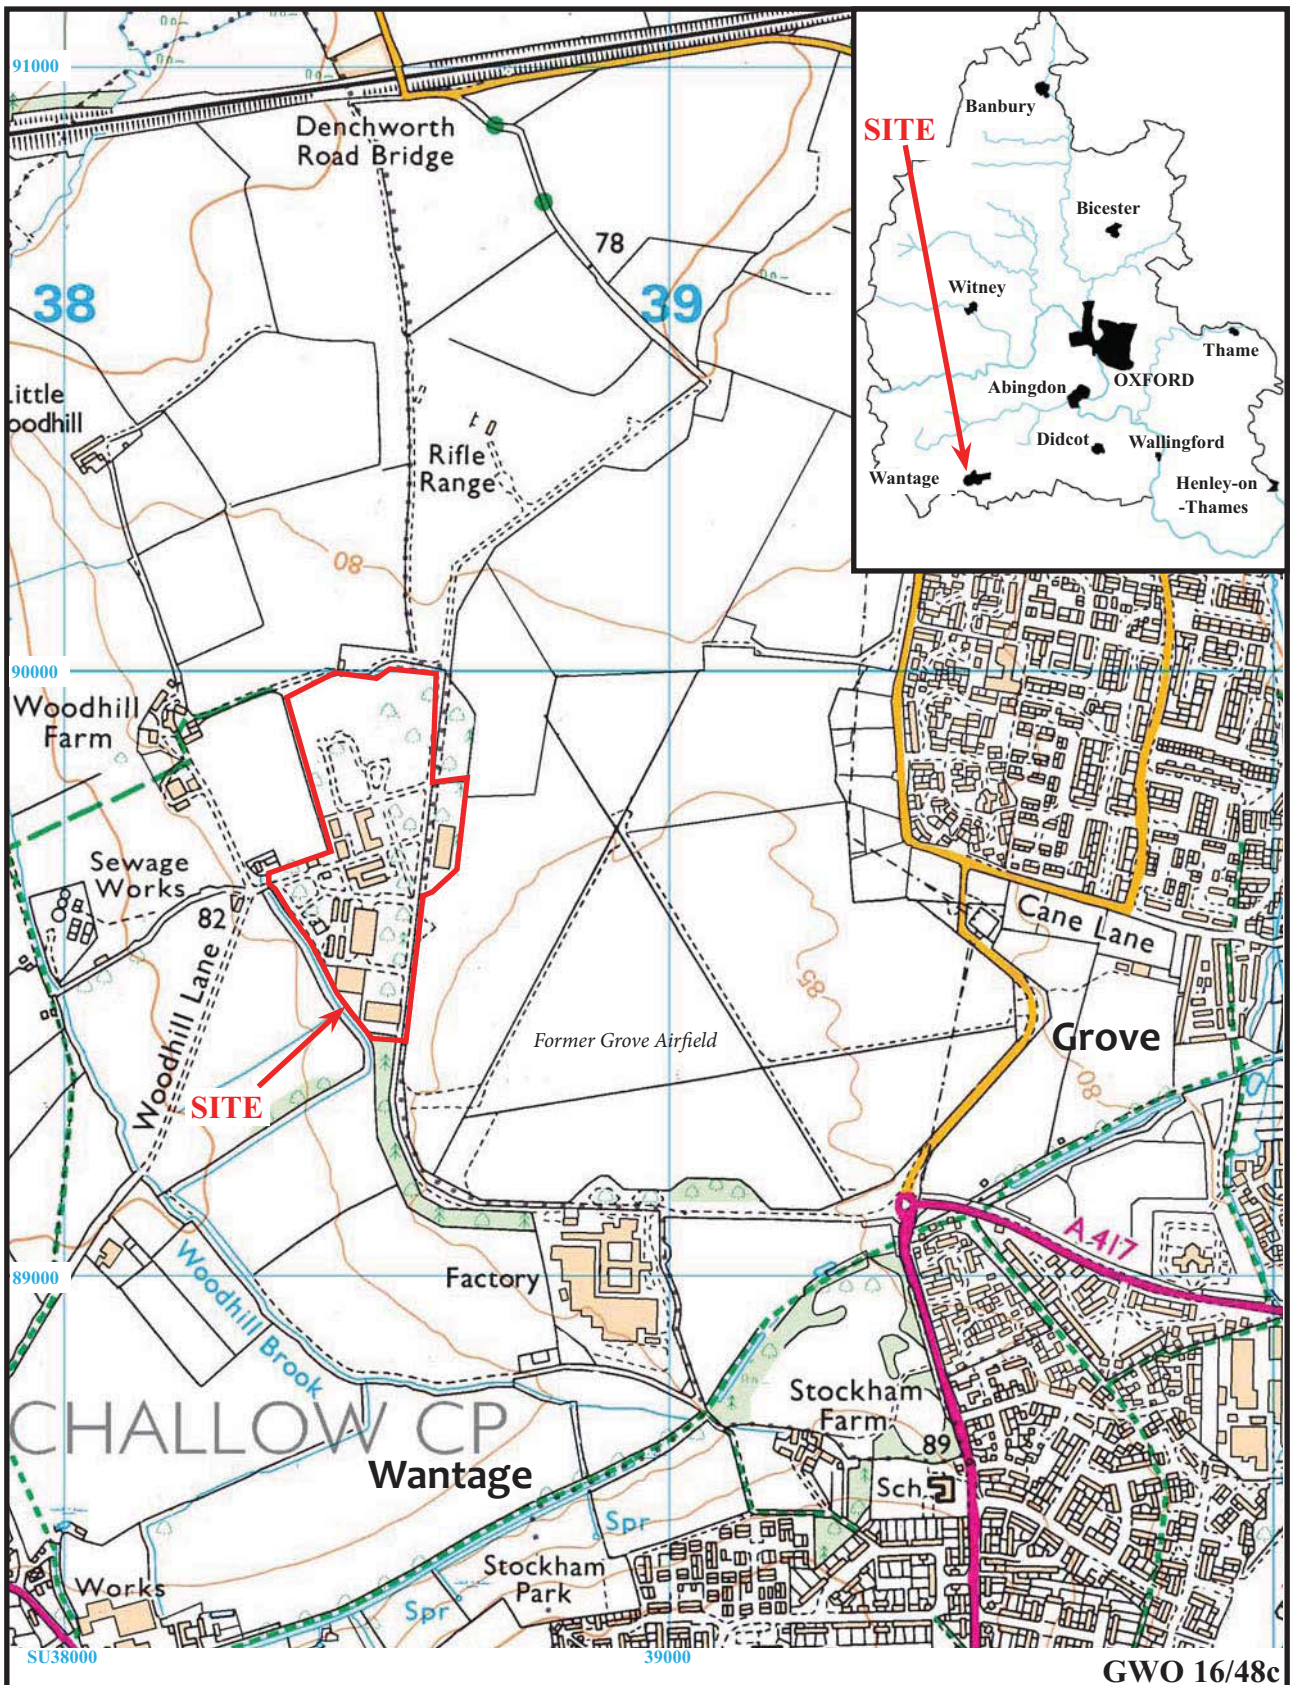 91000
Denchworth
Road Bridge
78
38
39
Little
oodhill
Rifle
Range
80
90000
Woodhill
Farm
Sewage
Works
82
Woodhill Lane
SITE
Former Grove Airfield
85
Cane Lane
Grove
80
A 417
89000
Factory
Woodhill Brook
CHALLOW CP
Wantage
Stockham
Farm
89
Sch
Spr
Stockham
Park
Spr
Works
SU38000
39000
GWO 16/48c
Banbury
SITE
Bicester
Witney
Thame
OXFORD
Abingdon
Didcot
Wallingford
Wantage
Henley-on
-Thames